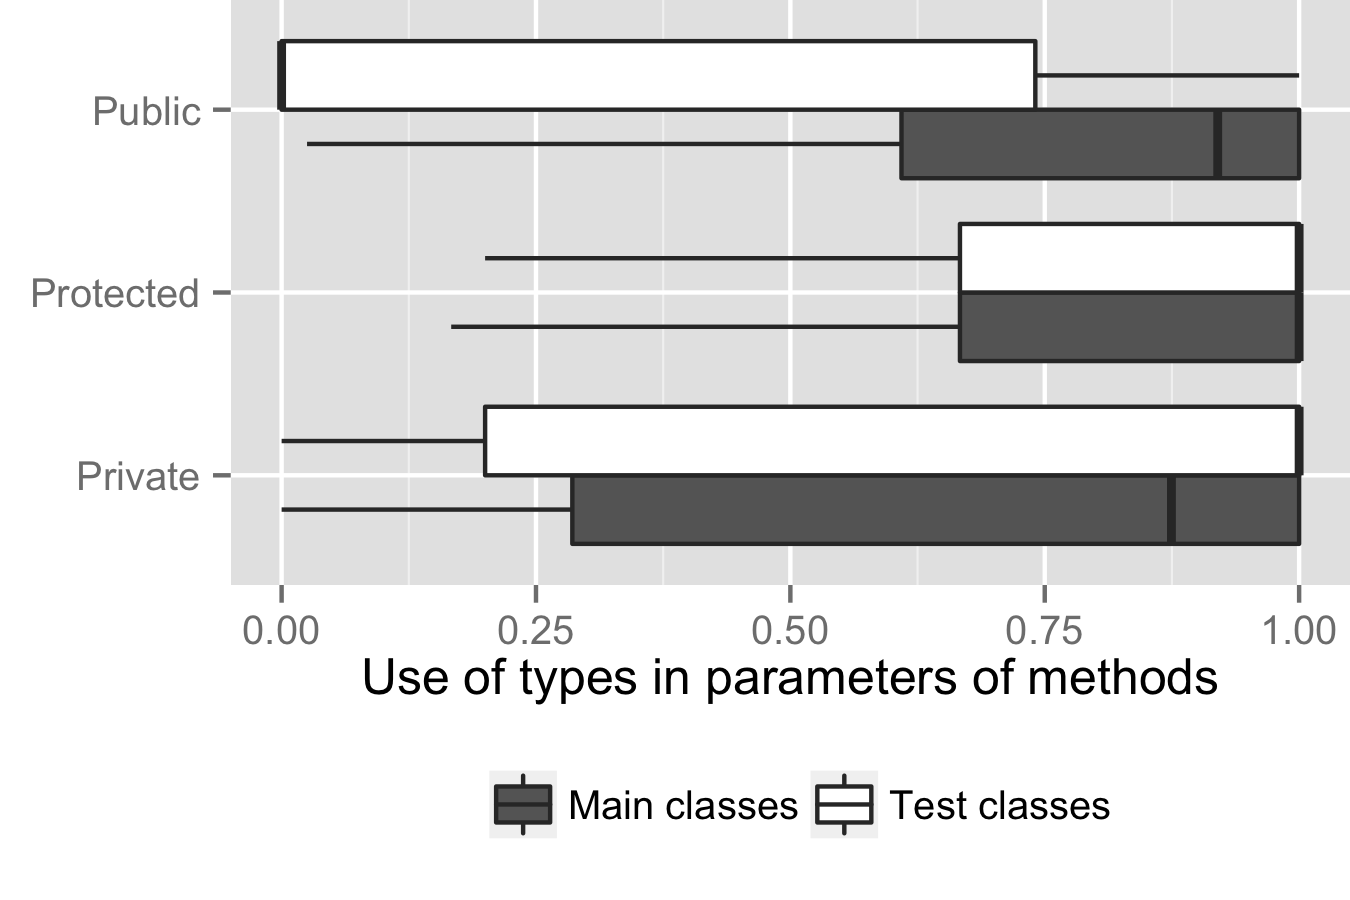 Public
Protected
Private
0.00 0.25 0.50 0.75 1.00
Use of types in parameters of methods
Main classes Test classes